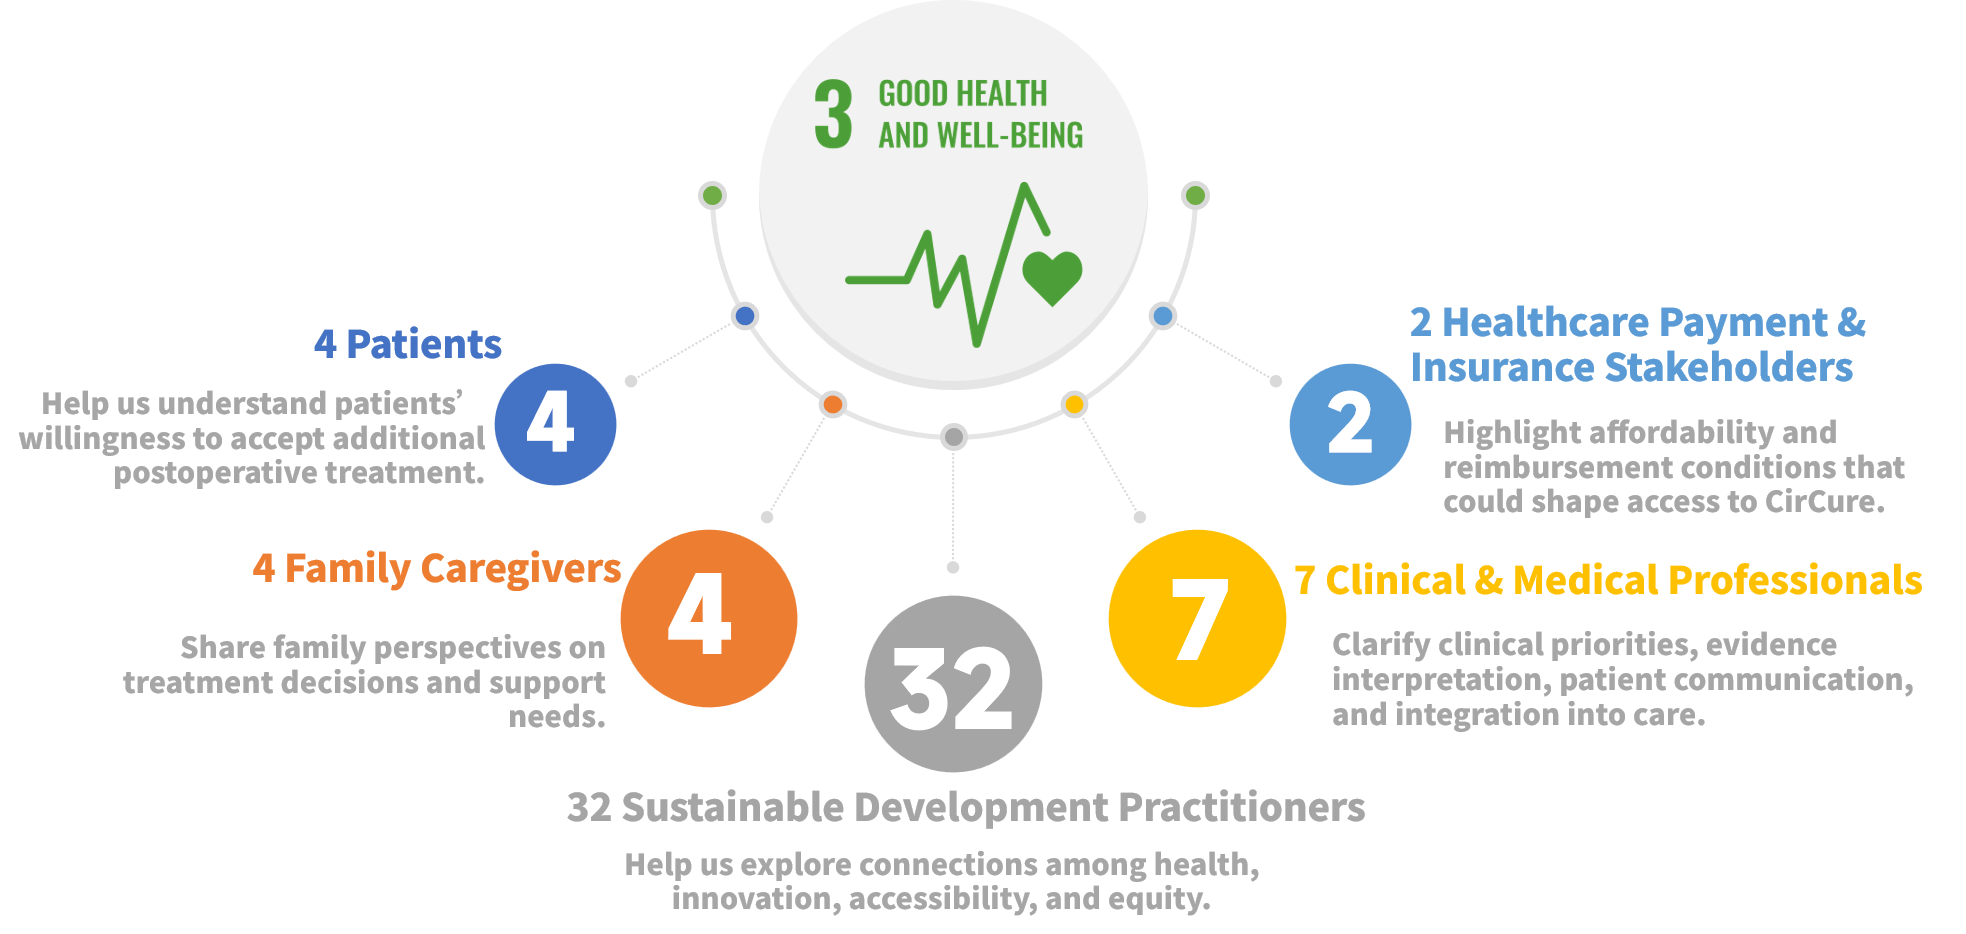 3 GOOD HEALTH
AND WELL-BEING
4 Patients
4
Help us understand patients’
willingness to accept additional
postoperative treatment.
4 Family Caregivers
4
Share family perspectives on
treatment decisions and support
needs.
32
32 Sustainable Development Practitioners
Help us explore connections among health,
innovation, accessibility, and equity.
7
7 Clinical & Medical Professionals
Clarify clinical priorities, evidence
interpretation, patient communication,
and integration into care.
2
2 Healthcare Payment &
Insurance Stakeholders
Highlight affordability and
reimbursement conditions that
could shape access to CirCure.